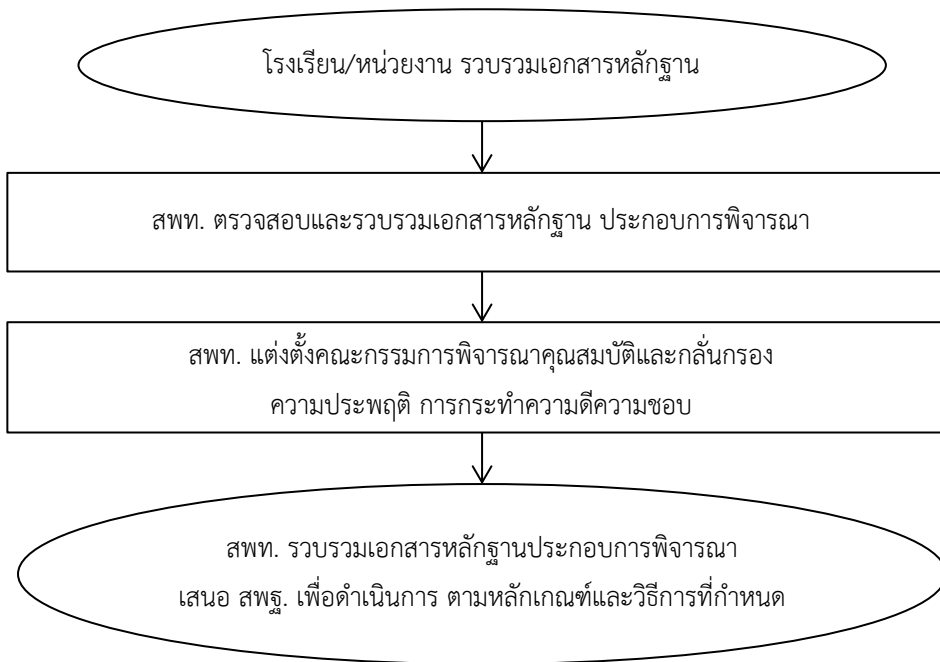 โรงเรียน/หน่วยงาน รวบรวมเอกสารหลักฐาน
สพท. ตรวจสอบและรวบรวมเอกสารหลักฐาน ประกอบการพิจารณา
สพท. แต่งตั้งคณะกรรมการพิจารณาคุณสมบัติและกลั่นกรอง
ความประพฤติ การกระทำความดีความชอบ
สพท. รวบรวมเอกสารหลักฐานประกอบการพิจารณา
เสนอ สพฐ. เพื่อดำเนินการ ตามหลักเกณฑ์และวิธีการที่กำหนด